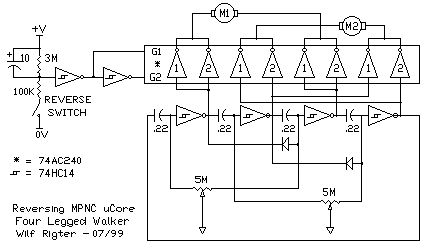 M1
M2
+V
10
3M
+
G1
*
G2
1 2 1 2 1 2 1 2
100K
REVERSE
SWITCH
0V
.22 .22 .22 .22
* = 74AC240
= 74HC14
5M
5M
Reversing MPNC uCore
Four Legged Walker
Wilf Rigter -07/99